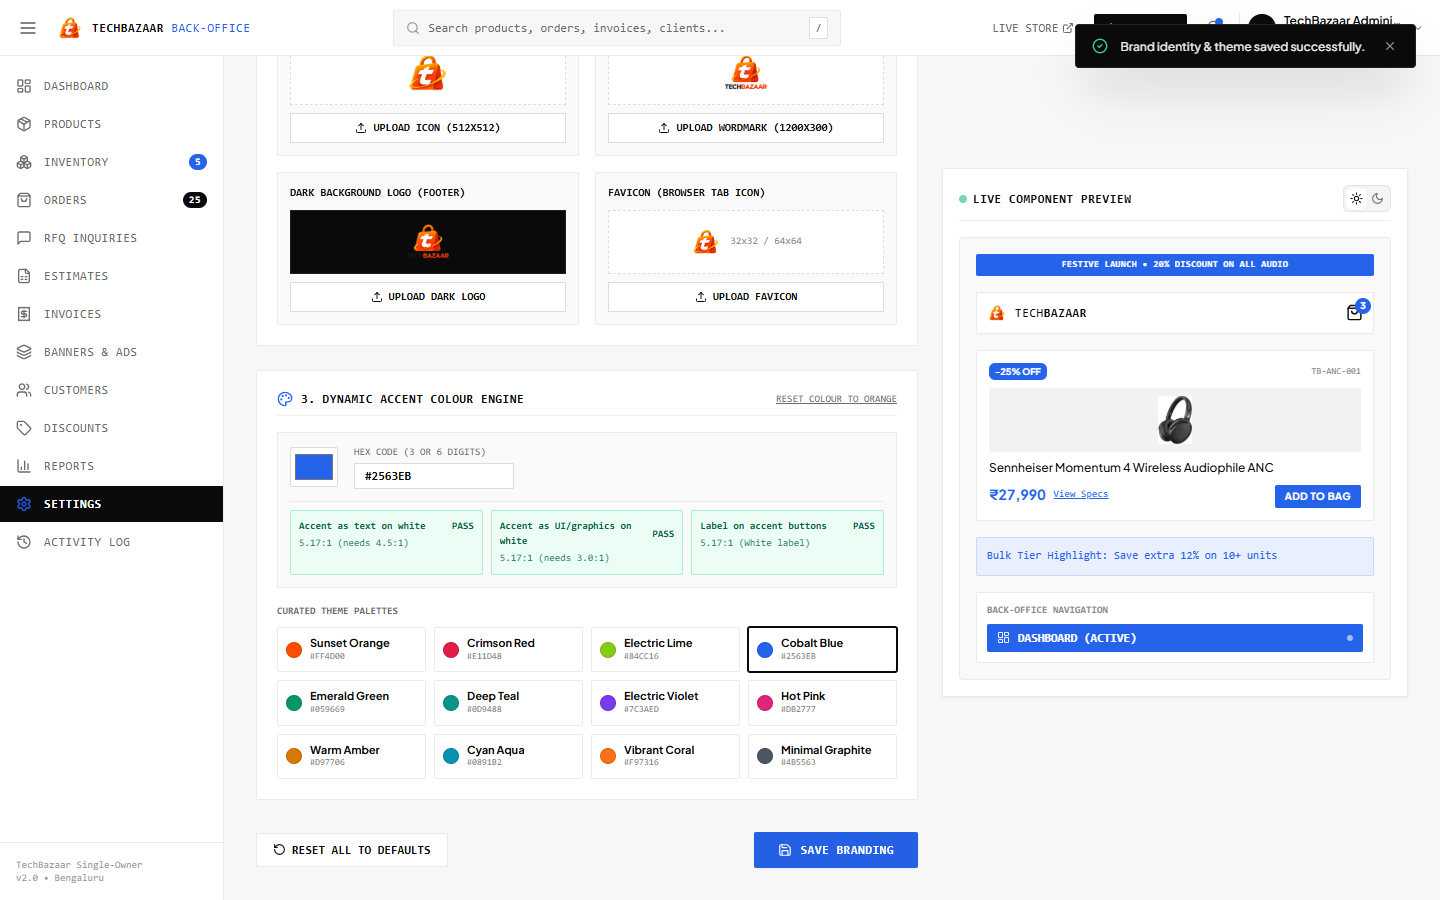 TECHBAZAAR BACK-OFFICE
Search products, orders, invoices, clients...
/
LIVE STORE
TechBazaar Admini...
Brand identity & theme saved successfully.
DASHBOARD
PRODUCTS
INVENTORY
5
ORDERS
25
RFQ INQUIRIES
ESTIMATES
INVOICES
BANNERS & ADS
CUSTOMERS
DISCOUNTS
REPORTS
SETTINGS
ACTIVITY LOG
TechBazaar Single-Owner
v2.0 • Bengaluru
t
t
TECHBAZAAR
UPLOAD ICON (512X512)
UPLOAD WORDMARK (1200X300)
DARK BACKGROUND LOGO (FOOTER)
t
BAZAAR
UPLOAD DARK LOGO
FAVICON (BROWSER TAB ICON)
t
32x32 / 64x64
UPLOAD FAVICON
3. DYNAMIC ACCENT COLOUR ENGINE
RESET COLOUR TO ORANGE
HEX CODE (3 OR 6 DIGITS)
#2563EB
Accent as text on white PASS
5.17:1 (needs 4.5:1)
Accent as UI/graphics on white PASS
5.17:1 (needs 3.0:1)
Label on accent buttons PASS
5.17:1 (White label)
CURATED THEME PALETTES
Sunset Orange
#FF4D00
Crimson Red
#E11D48
Electric Lime
#84CC16
Cobalt Blue
#2563EB
Emerald Green
#059669
Deep Teal
#0D9488
Electric Violet
#7C3AED
Hot Pink
#DB2777
Warm Amber
#D97706
Cyan Aqua
#0891B2
Vibrant Coral
#F97316
Minimal Graphite
#4B5563
RESET ALL TO DEFAULTS
SAVE BRANDING
LIVE COMPONENT PREVIEW
FESTIVE LAUNCH • 20% DISCOUNT ON ALL AUDIO
TECHBAZAAR
3
-25% OFF
TB-ANC-001
Sennheiser Momentum 4 Wireless Audiophile ANC
₹27,990 View Specs
ADD TO BAG
Bulk Tier Highlight: Save extra 12% on 10+ units
BACK-OFFICE NAVIGATION
DASHBOARD (ACTIVE)